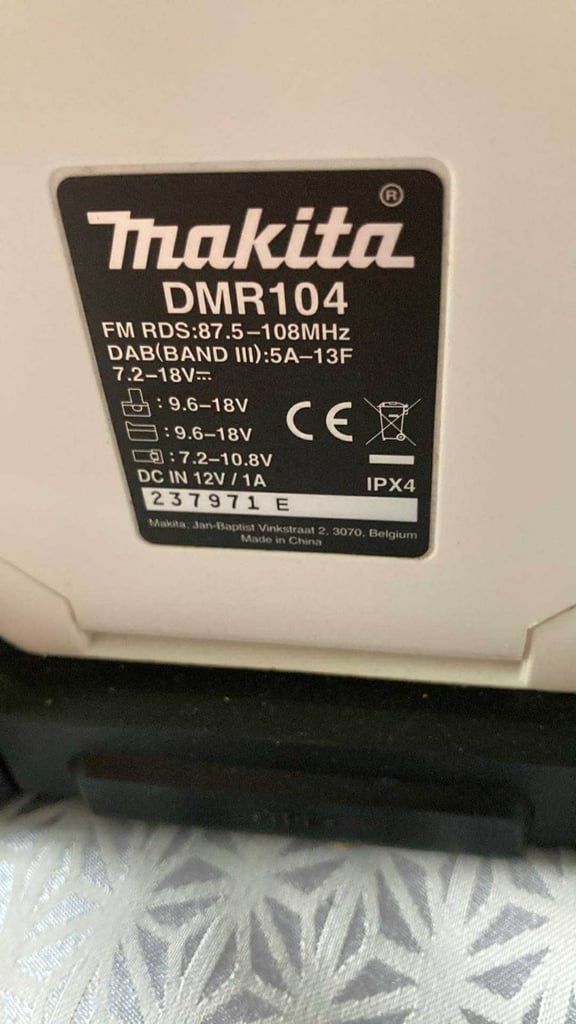 makita®
DMR104
FM RDS:87.5–108MHz
DAB(BAND III):5A–13F
7.2–18V⎓
: 9.6–18V
: 9.6–18V
: 7.2–10.8V
CE
DC IN 12V / 1A
IPX4
237971 E
Makita: Jan-Baptist Vinkstraat 2, 3070, Belgium
Made in China